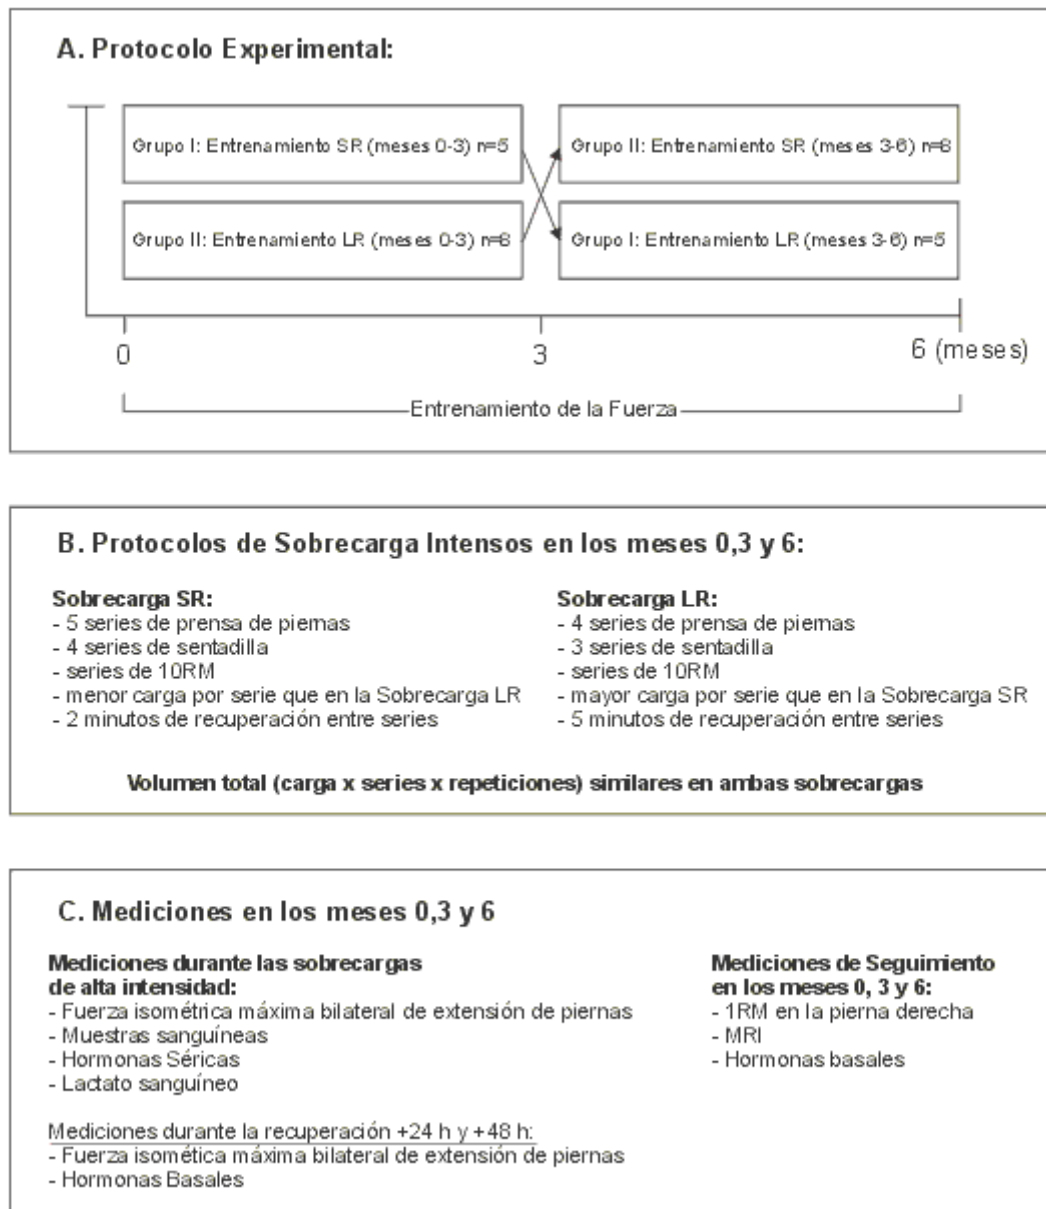 A. Protocolo Experimental:
Grupo I: Entrenamiento SR (meses 0-3) n=5
Grupo II: Entrenamiento SR (meses 3-6) n=8
Grupo II: Entrenamiento LR (meses 0-3) n=8
Grupo I: Entrenamiento LR (meses 3-6) n=5
0
3
6 (meses)
Entrenamiento de la Fuerza
B. Protocolos de Sobrecarga Intensos en los meses 0,3 y 6:
Sobrecarga SR:
- 5 series de prensa de piernas
- 4 series de sentadilla
- series de 10RM
- menor carga por serie que en la Sobrecarga LR
- 2 minutos de recuperación entre series
Sobrecarga LR:
- 4 series de prensa de piernas
- 3 series de sentadilla
- series de 10RM
- mayor carga por serie que en la Sobrecarga SR
- 5 minutos de recuperación entre series
Volumen total (carga x series x repeticiones) similares en ambas sobrecargas
C. Mediciones en los meses 0,3 y 6
Mediciones durante las sobrecargas
de alta intensidad:
- Fuerza isométrica máxima bilateral de extensión de piernas
- Muestras sanguíneas
- Hormonas Séricas
- Lactato sanguíneo
Mediciones durante la recuperación +24 h y +48 h:
- Fuerza isomética máxima bilateral de extensión de piernas
- Hormonas Basales
Mediciones de Seguimiento
en los meses 0, 3 y 6:
- 1RM en la pierna derecha
- MRI
- Hormonas basales